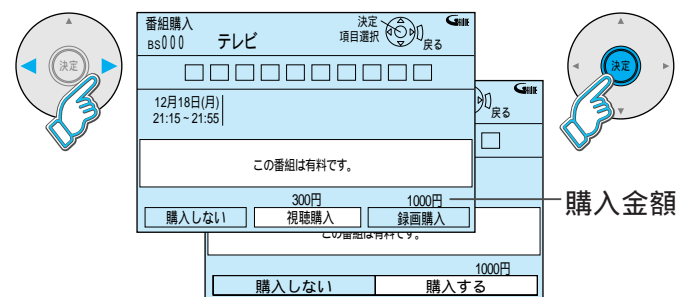 決定
番組購入
BS000 テレビ
決定
項目選択
戻る
GUIDE
□□□□□□□□□□
12月18日(月)
21:15～21:55
この番組は有料です。
300円 1000円
購入しない 視聴購入 録画購入
GUIDE
戻る
この番組は有料です。
1000円
購入しない 購入する
決定
購入金額